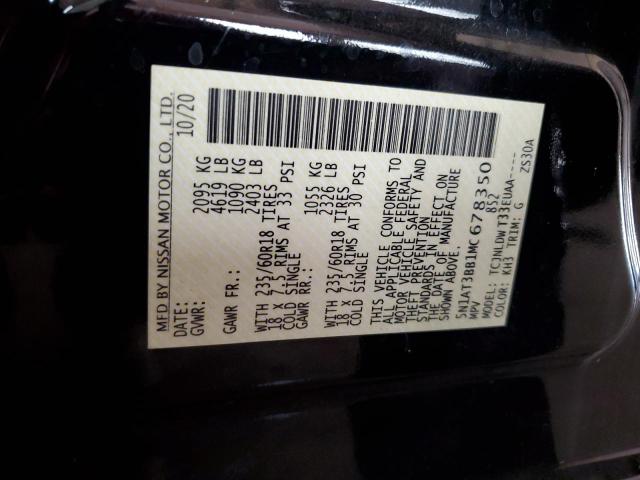 MFD BY NISSAN MOTOR CO., LTD.
DATE: 10/20
GVWR: 2095 KG
4619 LB
GAWR FR.: 1090 KG
2403 LB
WITH 235/60R18 TIRES
18 X 7.5 RIMS AT 33 PSI
COLD SINGLE
GAWR RR.: 1055 KG
2326 LB
WITH 235/60R18 TIRES
18 X 7.5 RIMS AT 30 PSI
COLD SINGLE
THIS VEHICLE CONFORMS TO
ALL APPLICABLE FEDERAL
MOTOR VEHICLE SAFETY AND
THEFT PREVENTION
STANDARDS IN EFFECT ON
THE DATE OF MANUFACTURE
SHOWN ABOVE.
5N1AT3BB1MC678350
MPV 852
MODEL: TCJNLDWT33EUAA----
COLOR: KH3 TRIM: G
ZS30A